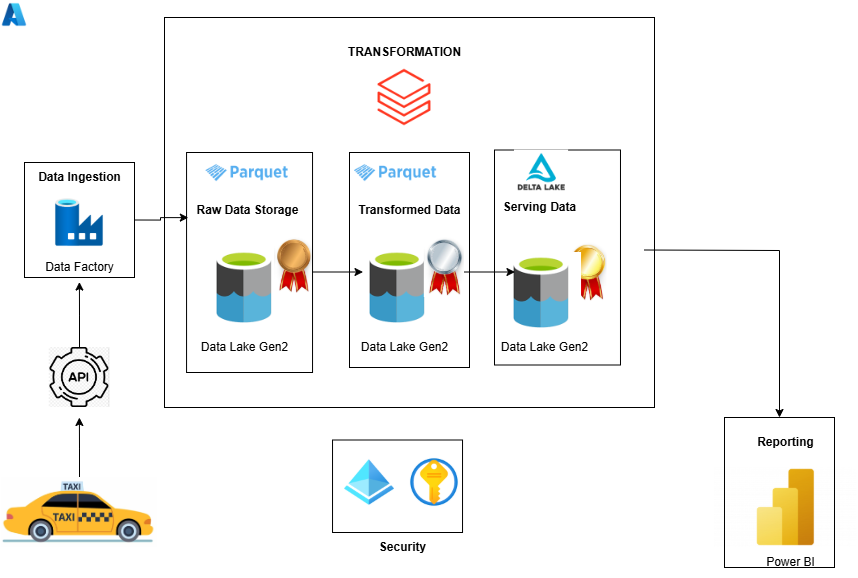 TRANSFORMATION
Data Ingestion
Data Factory
Parquet
Raw Data Storage
Data Lake Gen2
Parquet
Transformed Data
Data Lake Gen2
DELTA LAKE
Serving Data
Data Lake Gen2
API
TAXI
TAXI
Security
Reporting
Power BI